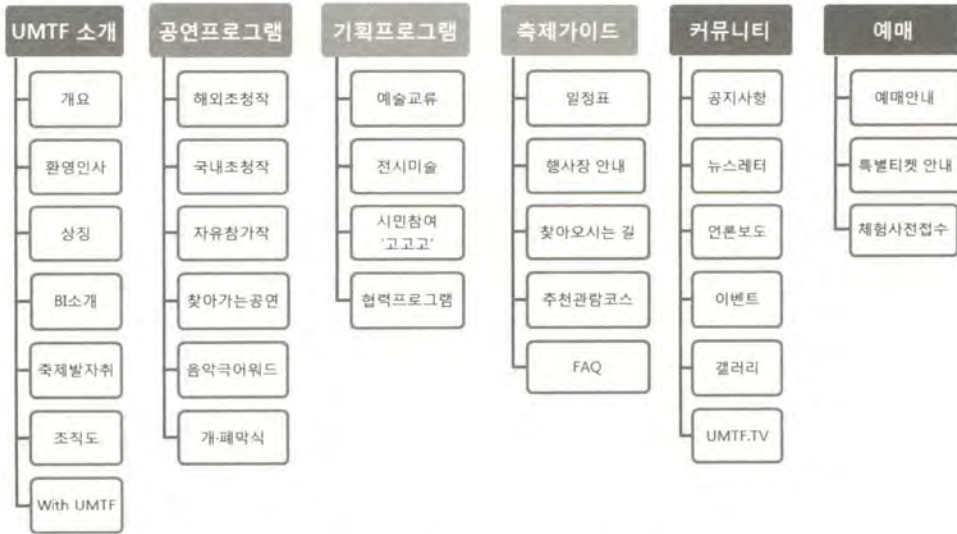 UMTF 소개
개요
환영인사
상징
BI소개
축제발자취
조직도
With UMTF
공연프로그램
해외초청작
국내초청작
자유참가작
찾아가는공연
음악극어워드
개·폐막식
기획프로그램
예술교류
전시미술
시민참여
'고고고'
협력프로그램
축제가이드
일정표
행사장 안내
찾아오시는 길
추천관람코스
FAQ
커뮤니티
공지사항
뉴스레터
언론보도
이벤트
갤러리
UMTF.TV
예매
예매안내
특별티켓 안내
체험사전접수